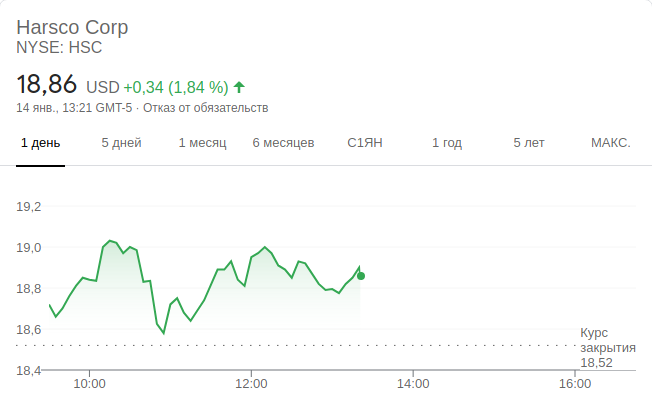 Harsco Corp
NYSE: HSC
18,86 USD +0,34 (1,84 %)
14 янв., 13:21 GMT-5 · Отказ от обязательств
1 день 5 дней 1 месяц 6 месяцев С1ЯН 1 год 5 лет МАКС.
19,2
19,0
18,8
18,6
18,4
Курс
закрытия
18,52
10:00 12:00 14:00 16:00